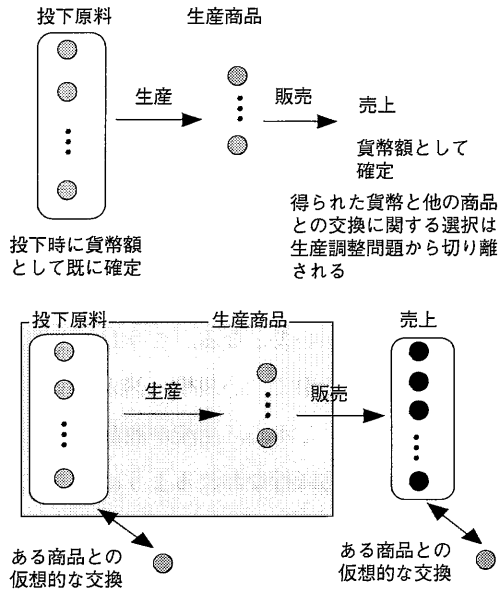 投下原料
生産商品
生産
販売
売上
貨幣額として
確定
投下時に貨幣額
として既に確定
得られた貨幣と他の商品
との交換に関する選択は
生産調整問題から切り離
される
投下原料
生産商品
売上
生産
販売
ある商品との
仮想的な交換
ある商品との
仮想的な交換